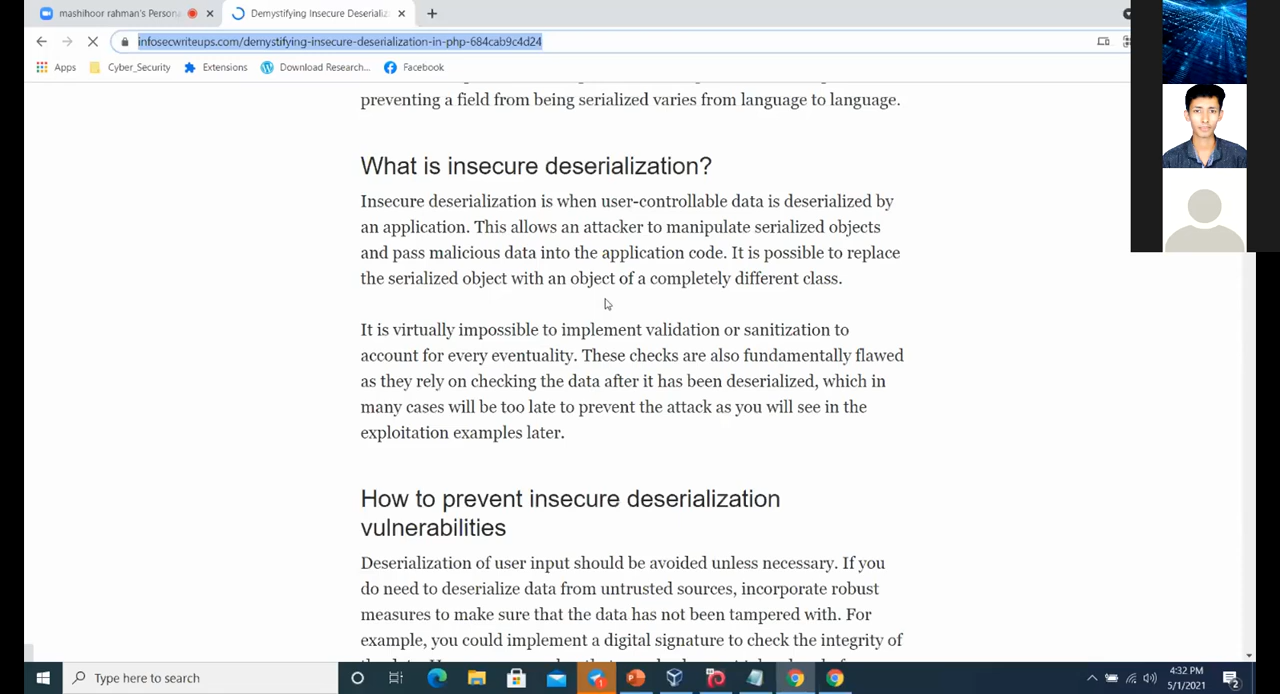 mashihoor rahman's Persona
Demystifying Insecure Deserializ
infosecwriteups.com/demystifying-insecure-deserialization-in-php-684cab9c4d24
Apps
Cyber_Security
Extensions
Download Research...
Facebook
preventing a field from being serialized varies from language to language.
What is insecure deserialization?
Insecure deserialization is when user-controllable data is deserialized by
an application. This allows an attacker to manipulate serialized objects
and pass malicious data into the application code. It is possible to replace
the serialized object with an object of a completely different class.
It is virtually impossible to implement validation or sanitization to
account for every eventuality. These checks are also fundamentally flawed
as they rely on checking the data after it has been deserialized, which in
many cases will be too late to prevent the attack as you will see in the
exploitation examples later.
How to prevent insecure deserialization
vulnerabilities
Deserialization of user input should be avoided unless necessary. If you
do need to deserialize data from untrusted sources, incorporate robust
measures to make sure that the data has not been tampered with. For
example, you could implement a digital signature to check the integrity of
Type here to search
4:32 PM
5/1/2021
2